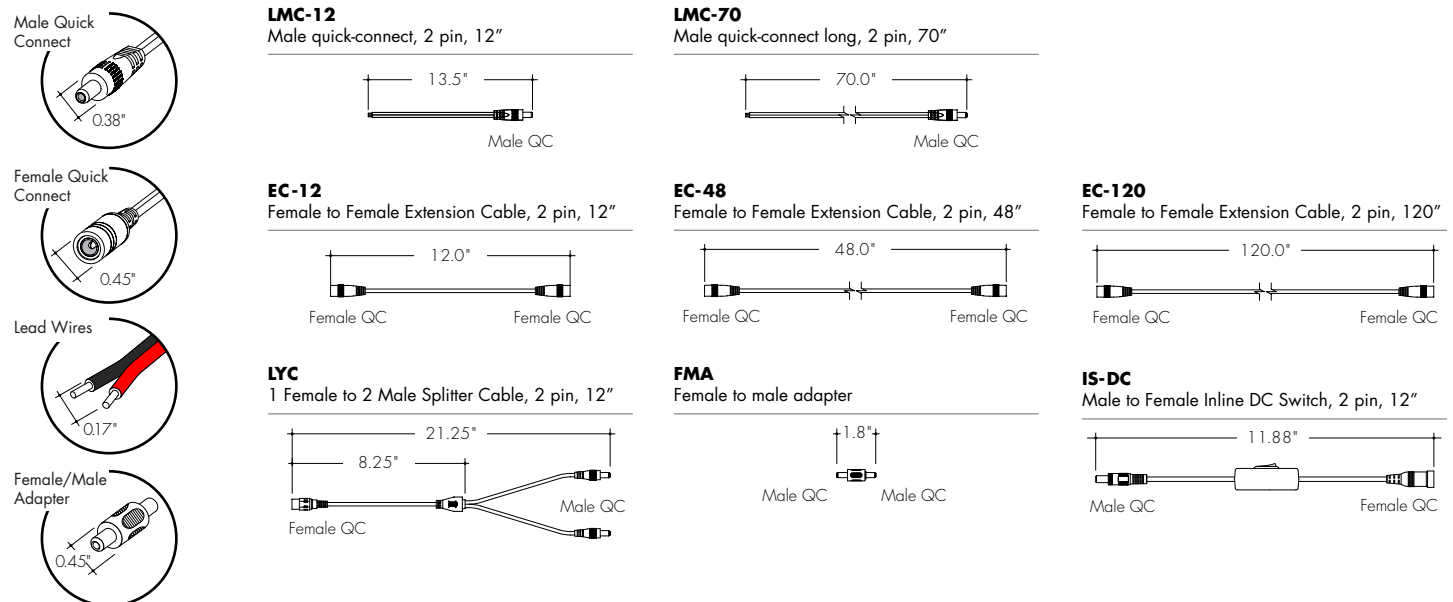 Male Quick
Connect
0.38"
Female Quick
Connect
0.45"
Lead Wires
0.17"
Female/Male
Adapter
0.45"
LMC-12
Male quick-connect, 2 pin, 12”
13.5"
Male QC
LMC-70
Male quick-connect long, 2 pin, 70”
70.0"
Male QC
EC-12
Female to Female Extension Cable, 2 pin, 12”
12.0"
Female QC Female QC
EC-48
Female to Female Extension Cable, 2 pin, 48”
48.0"
Female QC Female QC
EC-120
Female to Female Extension Cable, 2 pin, 120”
120.0"
Female QC Female QC
LYC
1 Female to 2 Male Splitter Cable, 2 pin, 12”
21.25"
8.25"
Male QC
Female QC
FMA
Female to male adapter
1.8"
Male QC Male QC
IS-DC
Male to Female Inline DC Switch, 2 pin, 12”
11.88"
Male QC Female QC